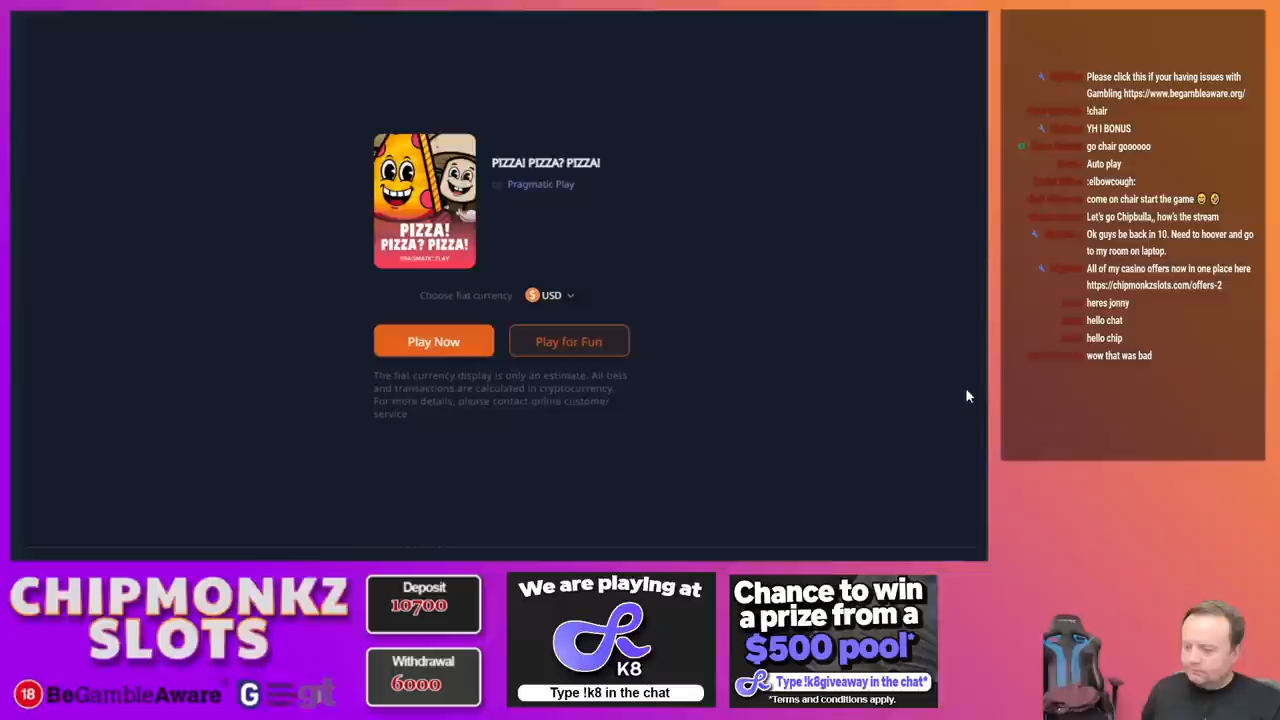 PIZZA! PIZZA? PIZZA!
Pragmatic Play
PIZZA!
PIZZA? PIZZA!
PRAGMATIC PLAY
Choose fiat currency
USD
Play Now
Play for Fun
The fiat currency display is only an estimate. All bets
and transactions are calculated in cryptocurrency.
For more details, please contact online customer
service
Please click this if your having issues with
Gambling https://www.begambleaware.org/
!chair
YH I BONUS
go chair goooooo
Auto play
:elbowcough:
come on chair start the game
Let's go Chipbulla,, how's the stream
Ok guys be back in 10. Need to hoover and go
to my room on laptop.
All of my casino offers now in one place here
https://chipmonkzslots.com/offers-2
heres jonny
hello chat
hello chip
wow that was bad
CHIPMONKZ
SLOTS
18 BeGambleAware
G
Deposit
10700
Withdrawal
6000
We are playing at
K8
Type !k8 in the chat
Chance to win
a prize from a
$500 pool*
Type !k8giveaway in the chat*
*Terms and conditions apply.